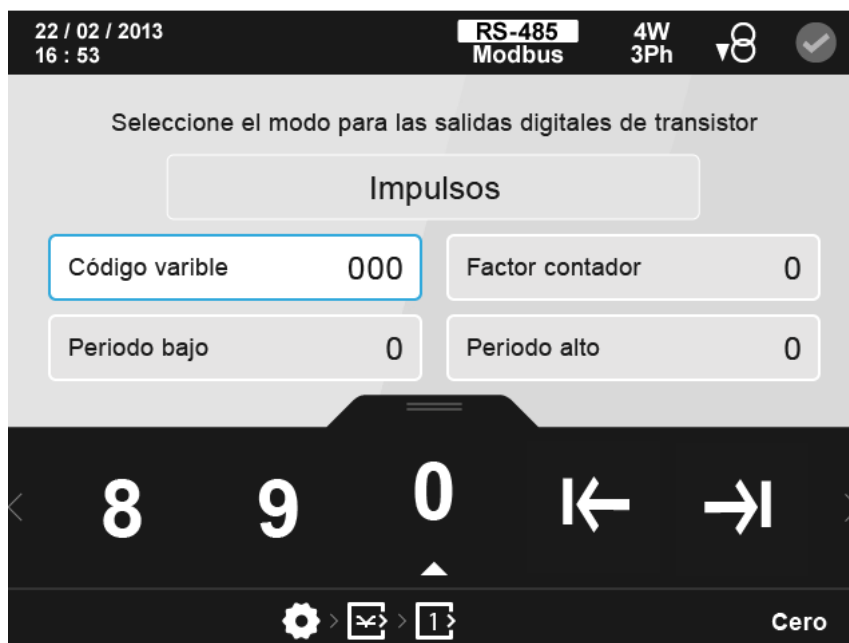 22 / 02 / 2013
16 : 53
RS-485
Modbus
4W
3Ph
Seleccione el modo para las salidas digitales de transistor
Impulsos
Código varible 000
Factor contador 0
Periodo bajo 0
Periodo alto 0
8 9 0
1
Cero